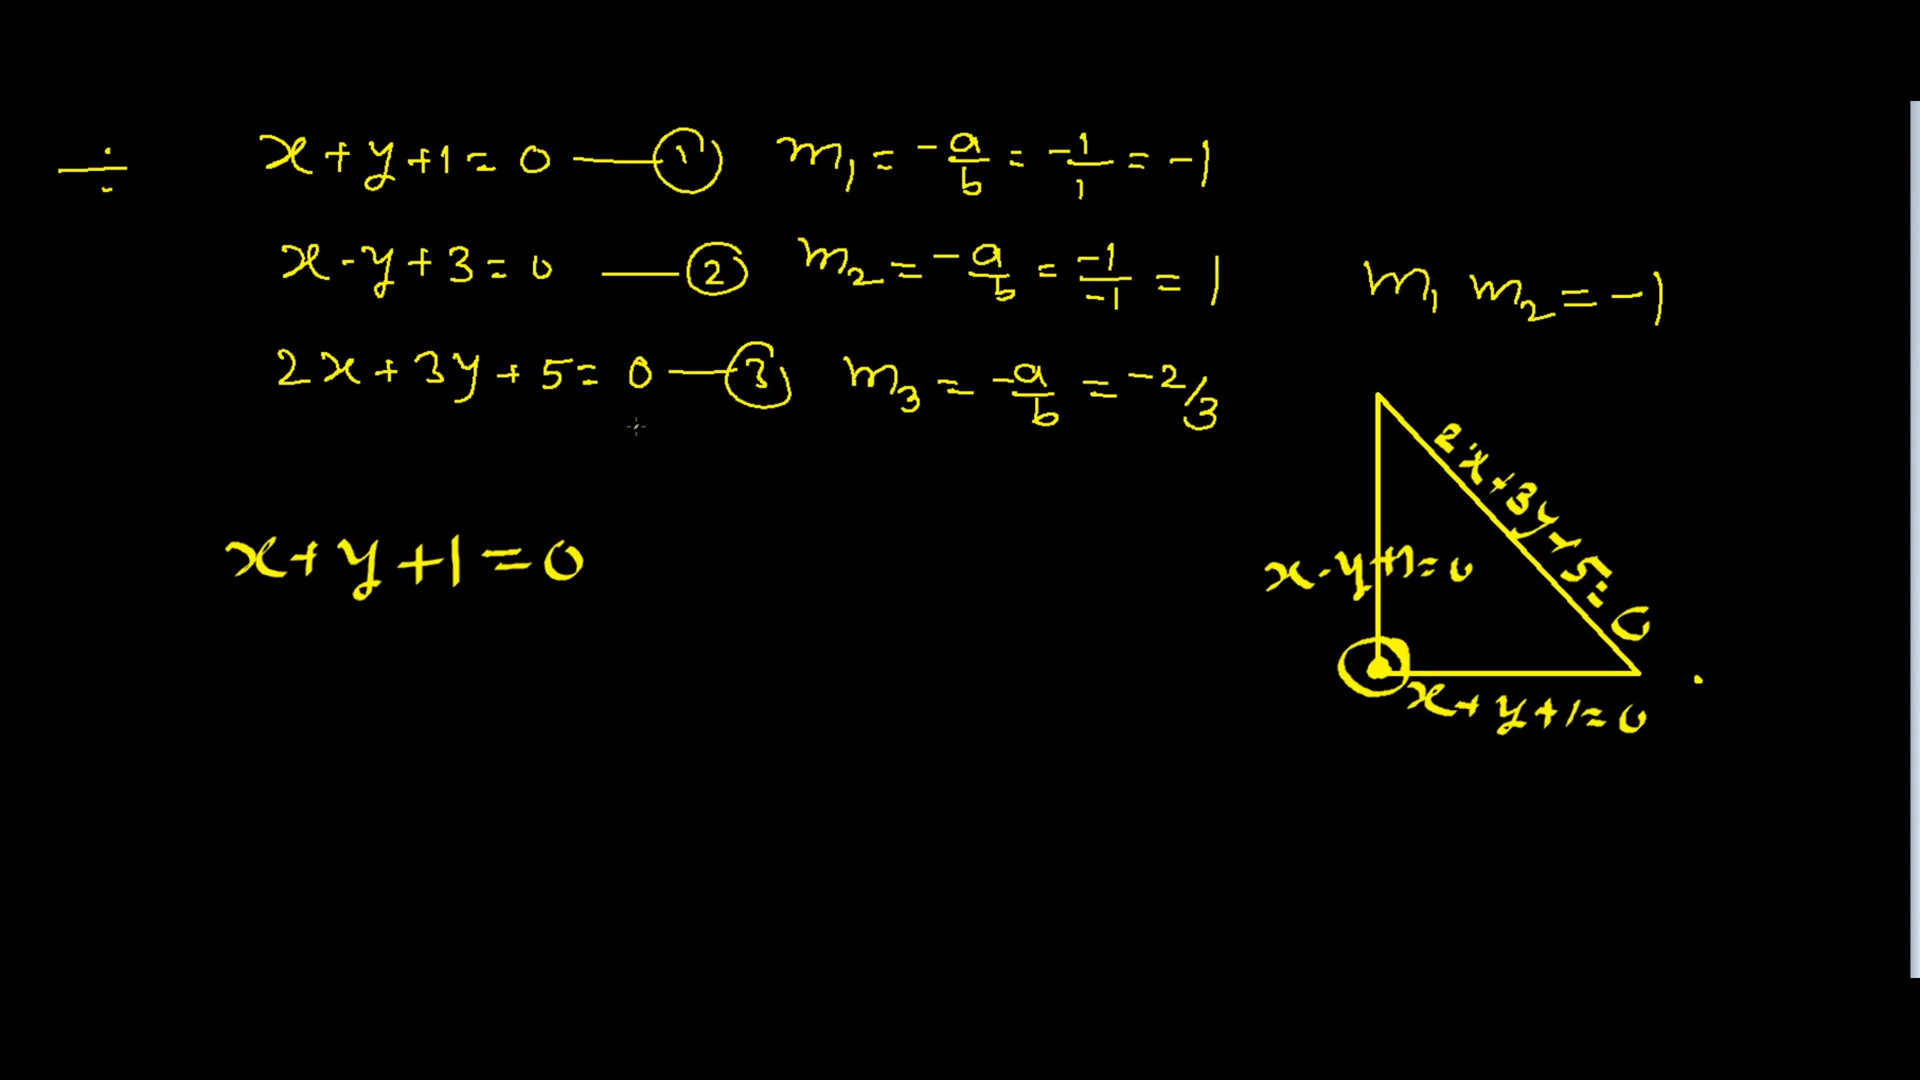 ÷ x+y+1=0 — ① m₁ = -a/b = -1/1 = -1
x-y+3=0 — ② m₂ = -a/b = -1/-1 = 1
m₁ m₂ = -1
2x+3y+5=0 — ③ m₃ = -a/b = -2/3
2x+3y+5=0
x+y+1=0
x-y+1=0
x+y+1=0